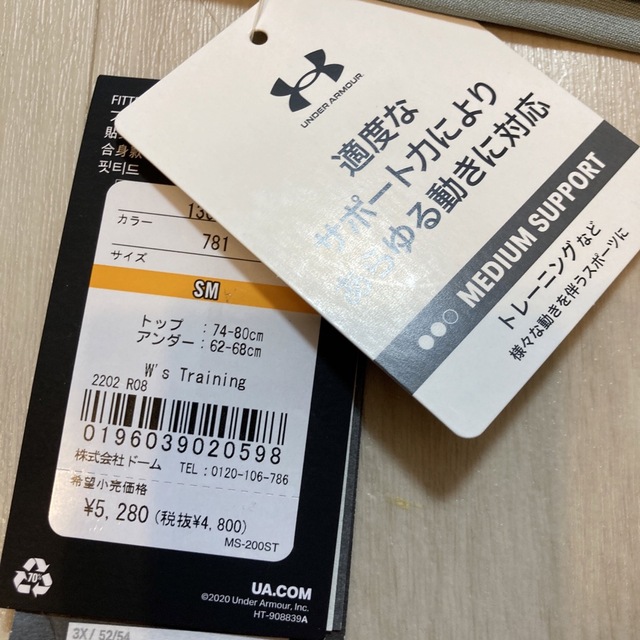 UNDER ARMOUR
適度な
サポート力により
あらゆる動きに対応
MEDIUM SUPPORT
トレーニングなど
様々な動きを伴うスポーツに
合身款
핏티드
カラー
781
サイズ
SM
トップ :74-80cm
アンダー :62-68cm
W's Training
2202 R08
0196039020598
株式会社ドーム TEL:0120-106-786
希望小売価格
¥5,280(税抜¥4,800)
MS-200ST
70%
UA.COM
©2020 Under Armour, Inc.
HT-908839A
3X / 52/54